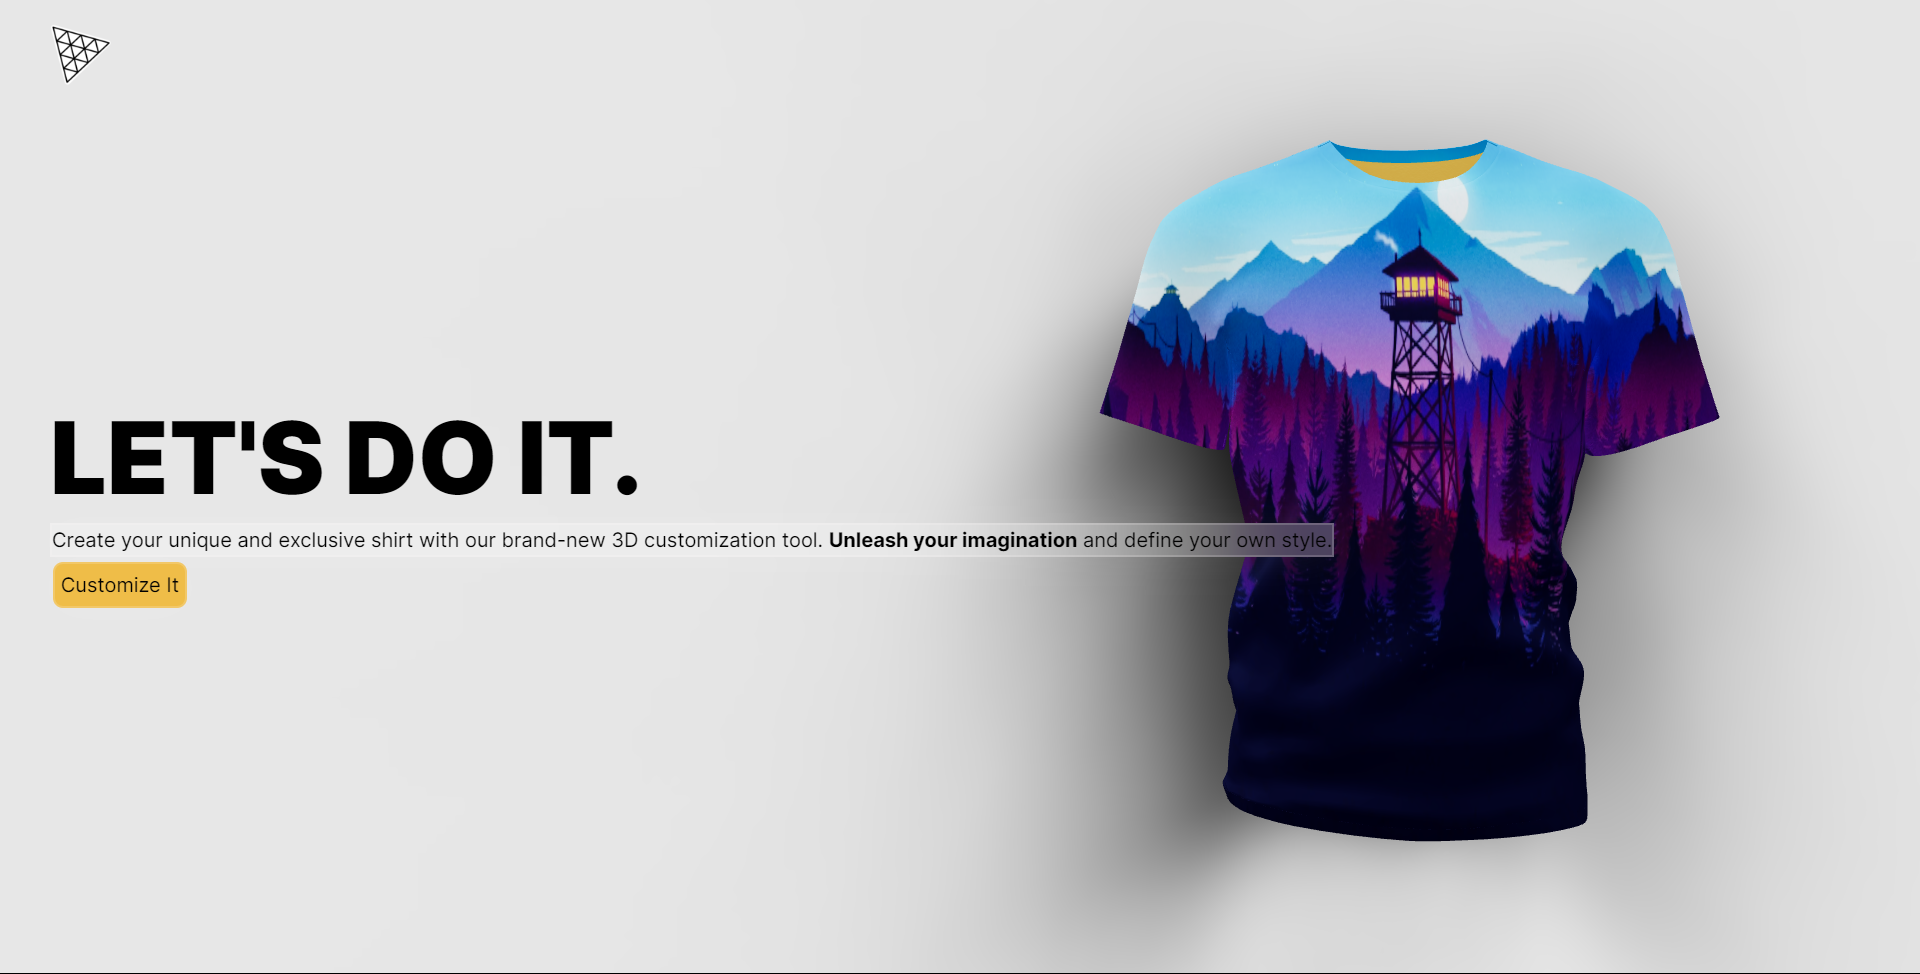 LET'S DO IT.
Create your unique and exclusive shirt with our brand-new 3D customization tool. Unleash your imagination and define your own style.
Customize It